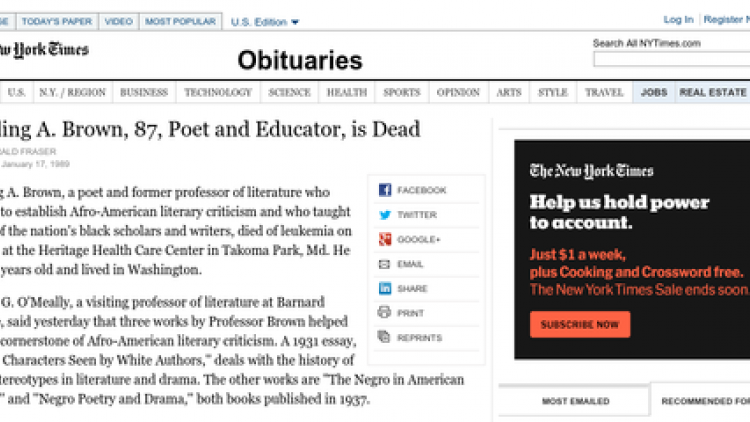 TODAY'S PAPER VIDEO MOST POPULAR U.S. Edition Log In Register N
w York Times
Obituaries
Search All NYTimes.com
U.S. N.Y. / REGION BUSINESS TECHNOLOGY SCIENCE HEALTH SPORTS OPINION ARTS STYLE TRAVEL JOBS REAL ESTATE
ling A. Brown, 87, Poet and Educator, is Dead
ALD FRASER
January 17, 1989
g A. Brown, a poet and former professor of literature who
to establish Afro-American literary criticism and who taught
of the nation's black scholars and writers, died of leukemia on
at the Heritage Health Care Center in Takoma Park, Md. He
years old and lived in Washington.
G. O'Meally, a visiting professor of literature at Barnard
, said yesterday that three works by Professor Brown helped
cornerstone of Afro-American literary criticism. A 1931 essay,
Characters Seen by White Authors," deals with the history of
tereotypes in literature and drama. The other works are "The Negro in American
" and "Negro Poetry and Drama," both books published in 1937.
FACEBOOK
TWITTER
GOOGLE+
EMAIL
SHARE
PRINT
REPRINTS
The New York Times
Help us hold power
to account.
Just $1 a week,
plus Cooking and Crossword free.
The New York Times Sale ends soon.
SUBSCRIBE NOW
MOST EMAILED RECOMMENDED FO